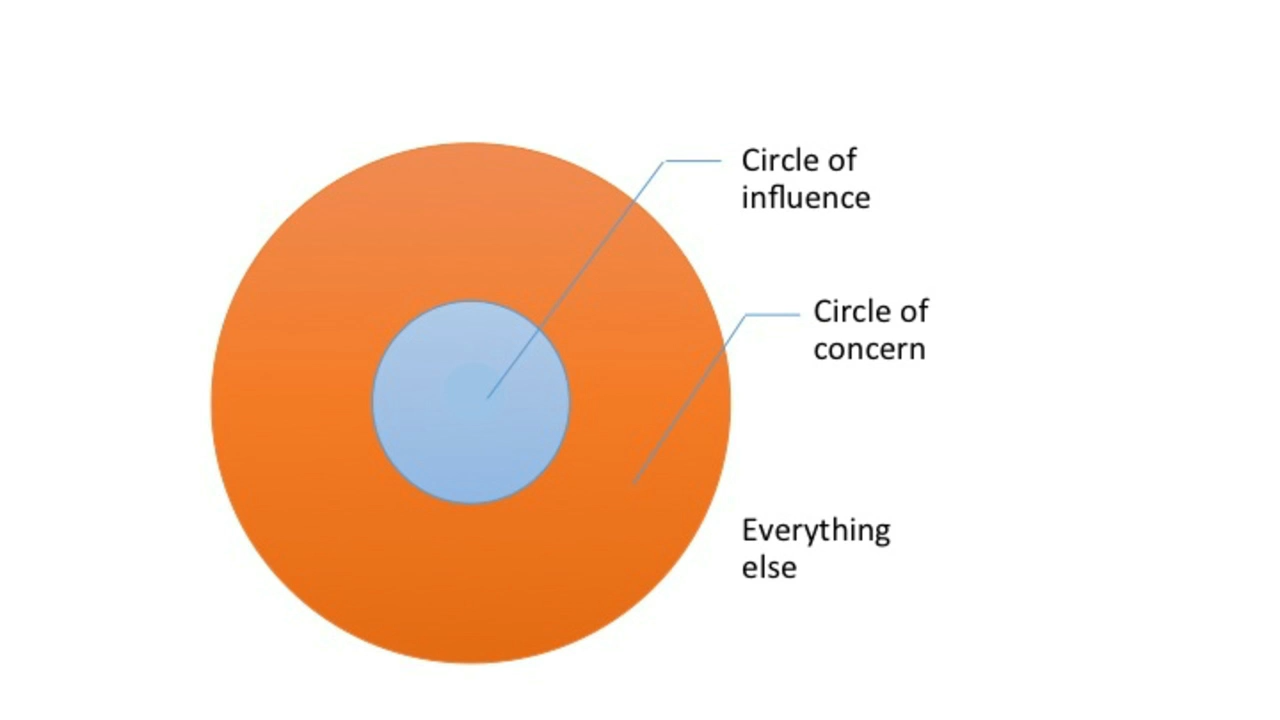 Circle of
influence
Circle of
concern
Everything
else